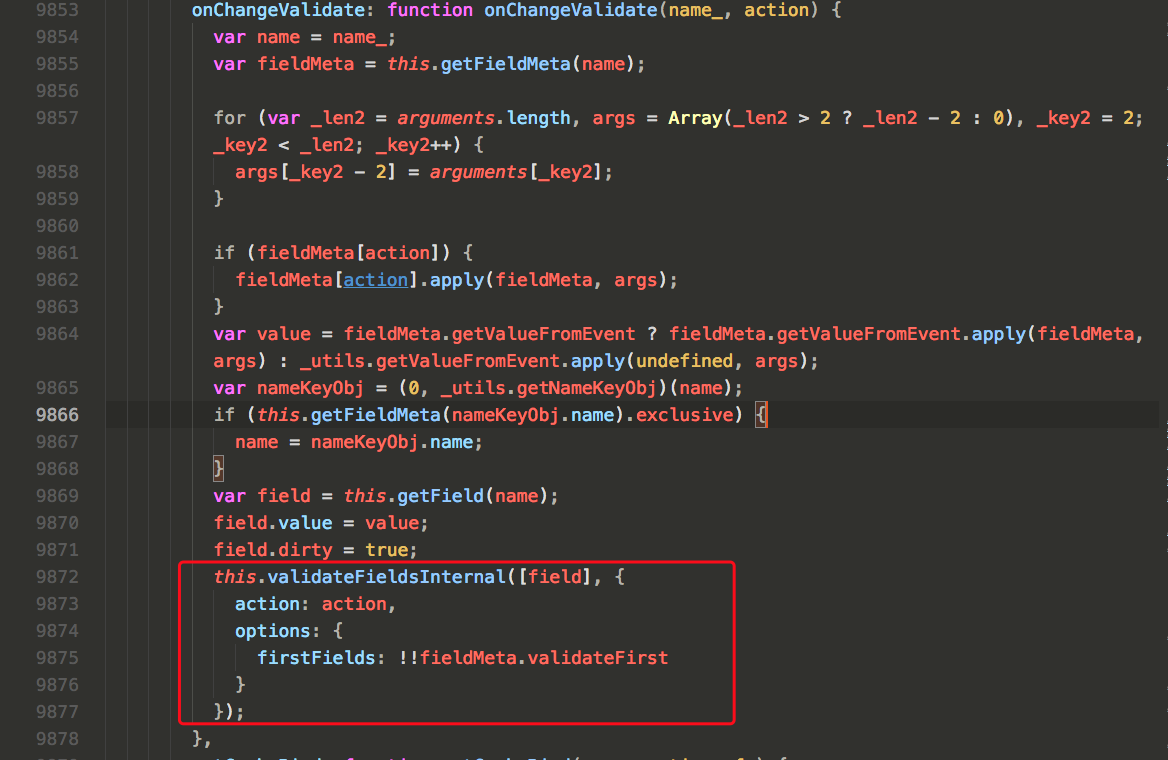 9853 onChangeValidate: function onChangeValidate(name_, action) {
9854 var name = name_;
9855 var fieldMeta = this.getFieldMeta(name);
9856
9857 for (var _len2 = arguments.length, args = Array(_len2 > 2 ? _len2 - 2 : 0), _key2 = 2;
_key2 < _len2; _key2++) {
9858 args[_key2 - 2] = arguments[_key2];
9859 }
9860
9861 if (fieldMeta[action]) {
9862 fieldMeta[action].apply(fieldMeta, args);
9863 }
9864 var value = fieldMeta.getValueFromEvent ? fieldMeta.getValueFromEvent.apply(fieldMeta,
args) : _utils.getValueFromEvent.apply(undefined, args);
9865 var nameKeyObj = (0, _utils.getNameKeyObj)(name);
9866 if (this.getFieldMeta(nameKeyObj.name).exclusive) {
9867 name = nameKeyObj.name;
9868 }
9869 var field = this.getField(name);
9870 field.value = value;
9871 field.dirty = true;
9872 this.validateFieldsInternal([field], {
9873 action: action,
9874 options: {
9875 firstFields: !!fieldMeta.validateFirst
9876 }
9877 });
9878 },